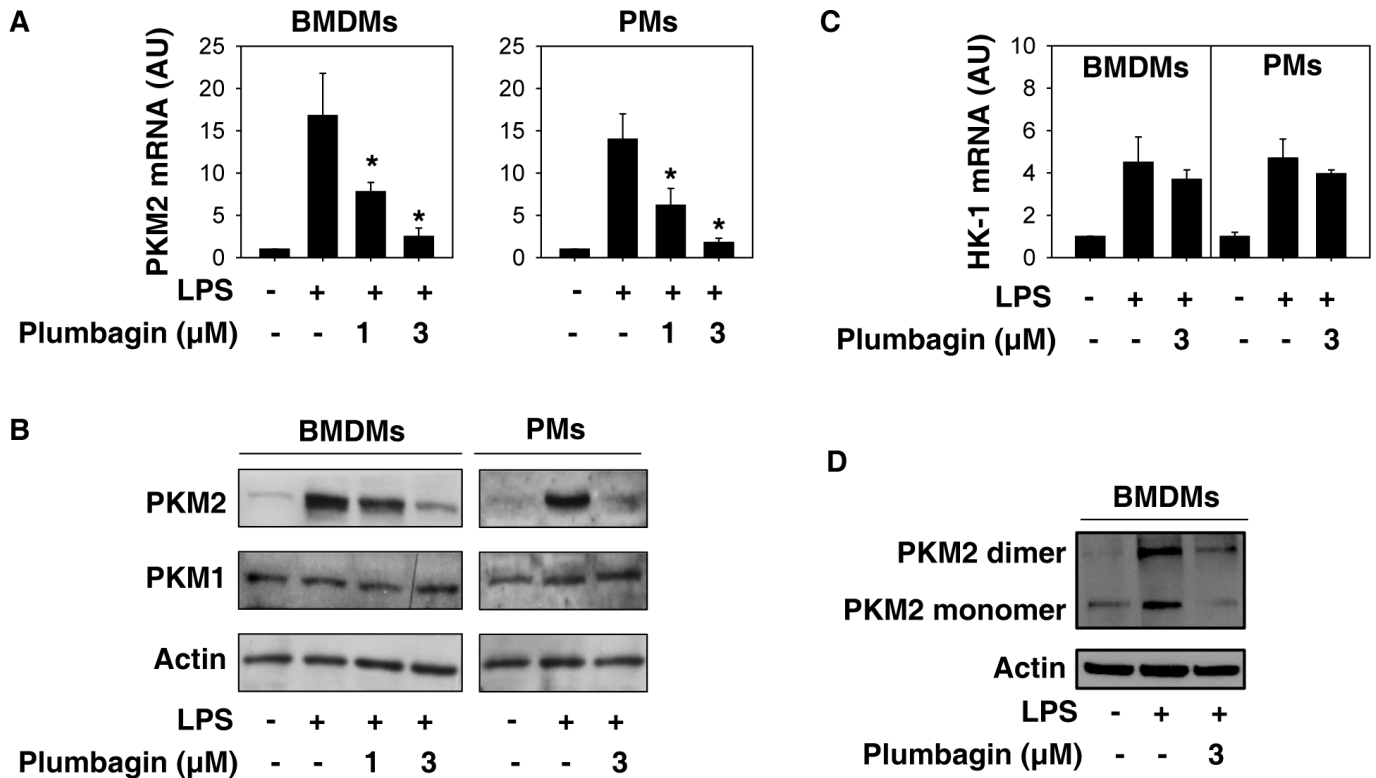 A
BMDMs
PMs
PKM2 mRNA (AU)
25
20
15
10
5
0
*
*
25
20
15
10
5
0
*
*
LPS - + + + - + + +
Plumbagin (µM) - - 1 3 - - 1 3
C
HK-1 mRNA (AU)
10
8
6
4
2
0
BMDMs PMs
LPS - + + - + +
Plumbagin (µM) - - 3 - - 3
B
BMDMs PMs
PKM2
PKM1
Actin
LPS - + + + - + +
Plumbagin (µM) - - 1 3 - - 3
D
BMDMs
PKM2 dimer
PKM2 monomer
Actin
LPS - + +
Plumbagin (µM) - - 3